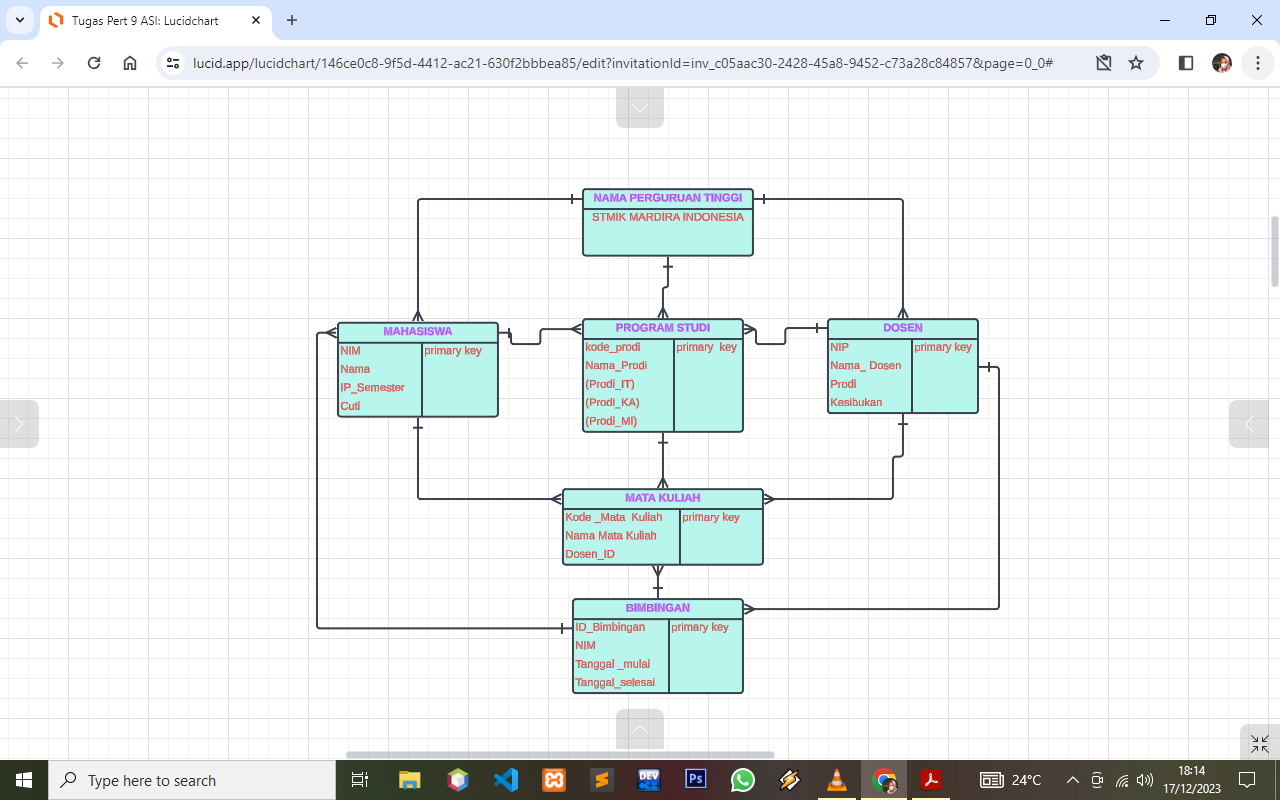 Tugas Pert 9 ASI: Lucidchart
lucid.app/lucidchart/146ce0c8-9f5d-4412-ac21-630f2bbbea85/edit?invitationId=inv_c05aac30-2428-45a8-9452-c73a28c84857&page=0_0#
NAMA PERGURUAN TINGGI
STMIK MARDIRA INDONESIA
MAHASISWA
NIM primary key
Nama
IP_Semester
Cuti
PROGRAM STUDI
kode_prodi primary key
Nama_Prodi
(Prodi_IT)
(Prodi_KA)
(Prodi_MI)
DOSEN
NIP primary key
Nama_ Dosen
Prodi
Kesibukan
MATA KULIAH
Kode _Mata Kuliah primary key
Nama Mata Kuliah
Dosen_ID
BIMBINGAN
ID_Bimbingan primary key
NIM
Tanggal _mulai
Tanggal_selesai
Type here to search
DEV
Ps
24°C
18:14
17/12/2023